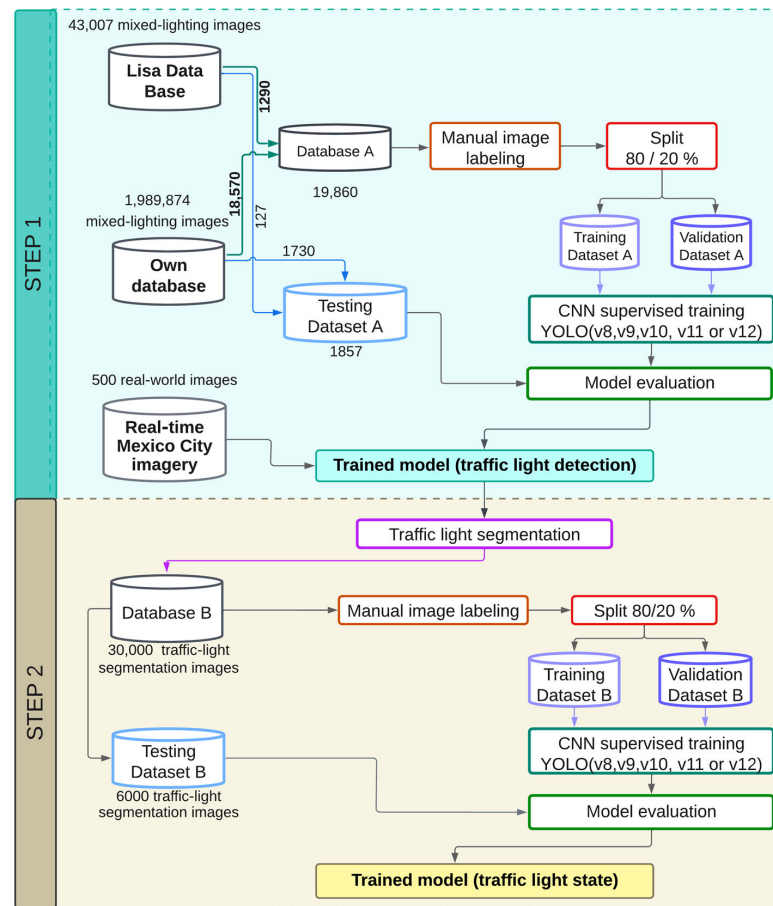 STEP 1
43,007 mixed-lighting images
Lisa Data
Base
1290
Database A
19,860
Manual image
labeling
Split
80 / 20 %
1,989,874
mixed-lighting images
18,570
127
Own
database
1730
Testing
Dataset A
1857
Training
Dataset A
Validation
Dataset A
CNN supervised training
YOLO(v8,v9,v10, v11 or v12)
Model evaluation
500 real-world images
Real-time
Mexico City
imagery
Trained model (traffic light detection)
STEP 2
Traffic light segmentation
Database B
30,000 traffic-light
segmentation images
Manual image labeling
Split 80/20 %
Training
Dataset B
Validation
Dataset B
Testing
Dataset B
6000 traffic-light
segmentation images
CNN supervised training
YOLO(v8,v9,v10, v11 or v12)
Model evaluation
Trained model (traffic light state)